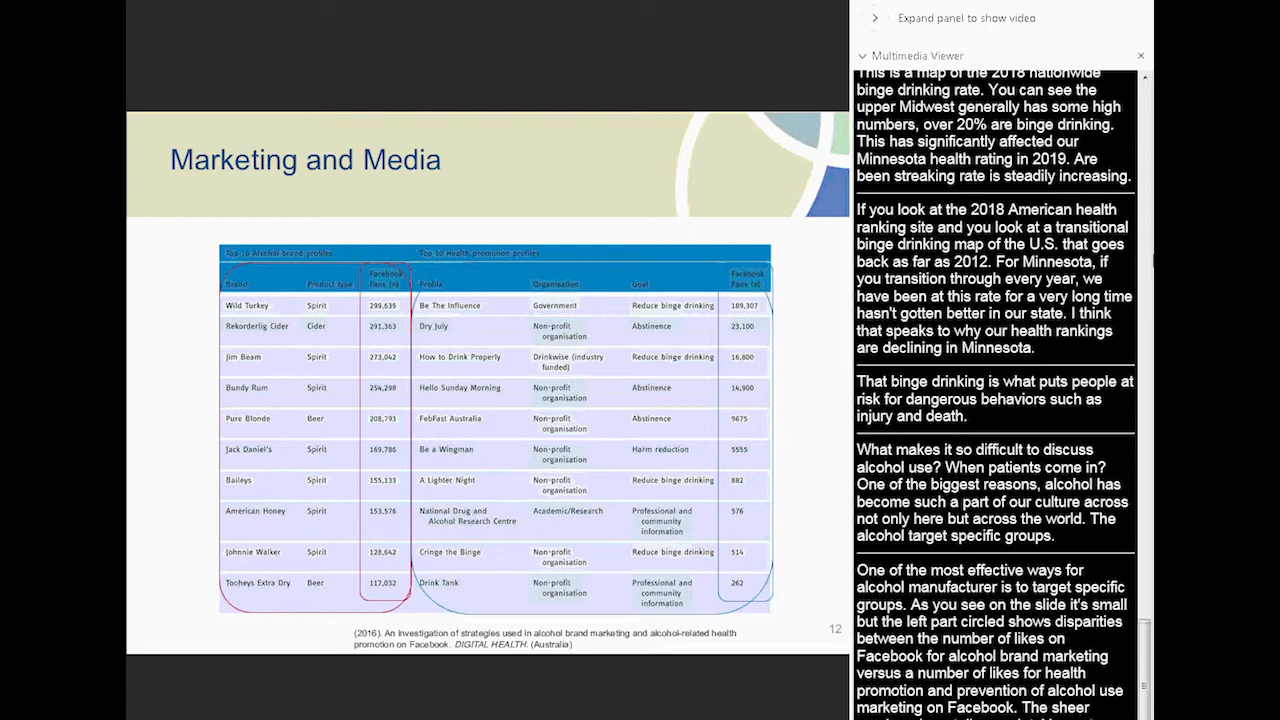 Expand panel to show video
Multimedia Viewer
Marketing and Media
Top 10 Alcohol brand profiles Top 10 Health promotion profiles
Brand Product type Facebook Fans (n) Profile Organisation Goal Facebook Fans (n)
Wild Turkey Spirit 299,635 Be The Influence Government Reduce binge drinking 189,307
Rekorderlig Cider Cider 291,363 Dry July Non-profit organisation Abstinence 23,100
Jim Beam Spirit 273,042 How to Drink Properly Drinkwise (industry funded) Reduce binge drinking 16,800
Bundy Rum Spirit 254,298 Hello Sunday Morning Non-profit organisation Abstinence 14,900
Pure Blonde Beer 208,793 FebFast Australia Non-profit organisation Abstinence 9675
Jack Daniel's Spirit 169,786 Be a Wingman Non-profit organisation Harm reduction 5555
Baileys Spirit 155,133 A Lighter Night Non-profit organisation Reduce binge drinking 882
American Honey Spirit 153,576 National Drug and Alcohol Research Centre Academic/Research Professional and community information 576
Johnnie Walker Spirit 128,642 Cringe the Binge Non-profit organisation Reduce binge drinking 514
Tooheys Extra Dry Beer 117,032 Drink Tank Non-profit organisation Professional and community information 262
(2016). An investigation of strategies used in alcohol brand marketing and alcohol-related health
promotion on Facebook. DIGITAL HEALTH. (Australia)
12
This is a map of the 2018 nationwide
binge drinking rate. You can see the
upper Midwest generally has some high
numbers, over 20% are binge drinking.
This has significantly affected our
Minnesota health rating in 2019. Are
been streaking rate is steadily increasing.
If you look at the 2018 American health
ranking site and you look at a transitional
binge drinking map of the U.S. that goes
back as far as 2012. For Minnesota, if
you transition through every year, we
have been at this rate for a very long time
hasn't gotten better in our state. I think
that speaks to why our health rankings
are declining in Minnesota.
That binge drinking is what puts people at
risk for dangerous behaviors such as
injury and death.
What makes it so difficult to discuss
alcohol use? When patients come in?
One of the biggest reasons, alcohol has
become such a part of our culture across
not only here but across the world. The
alcohol target specific groups.
One of the most effective ways for
alcohol manufacturer is to target specific
groups. As you see on the slide it's small
but the left part circled shows disparities
between the number of likes on
Facebook for alcohol brand marketing
versus a number of likes for health
promotion and prevention of alcohol use
marketing on Facebook. The sheer